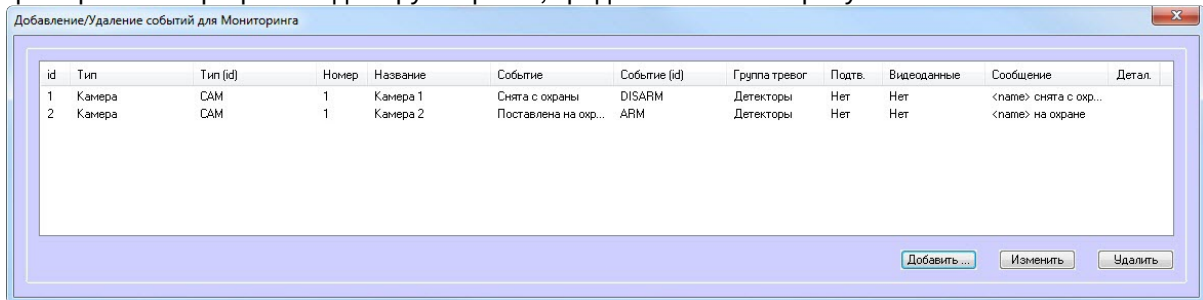 Добавление/Удаление событий для Мониторинга
id Тип Тип (id) Номер Название Событие Событие (id) Группа тревог Подтв. Видеоданные Сообщение Детал.
1 Камера CAM 1 Камера 1 Снята с охраны DISARM Детекторы Нет Нет <name> снята с охр...
2 Камера CAM 1 Камера 2 Поставлена на охр... ARM Детекторы Нет Нет <name> на охране
Добавить ... Изменить Удалить